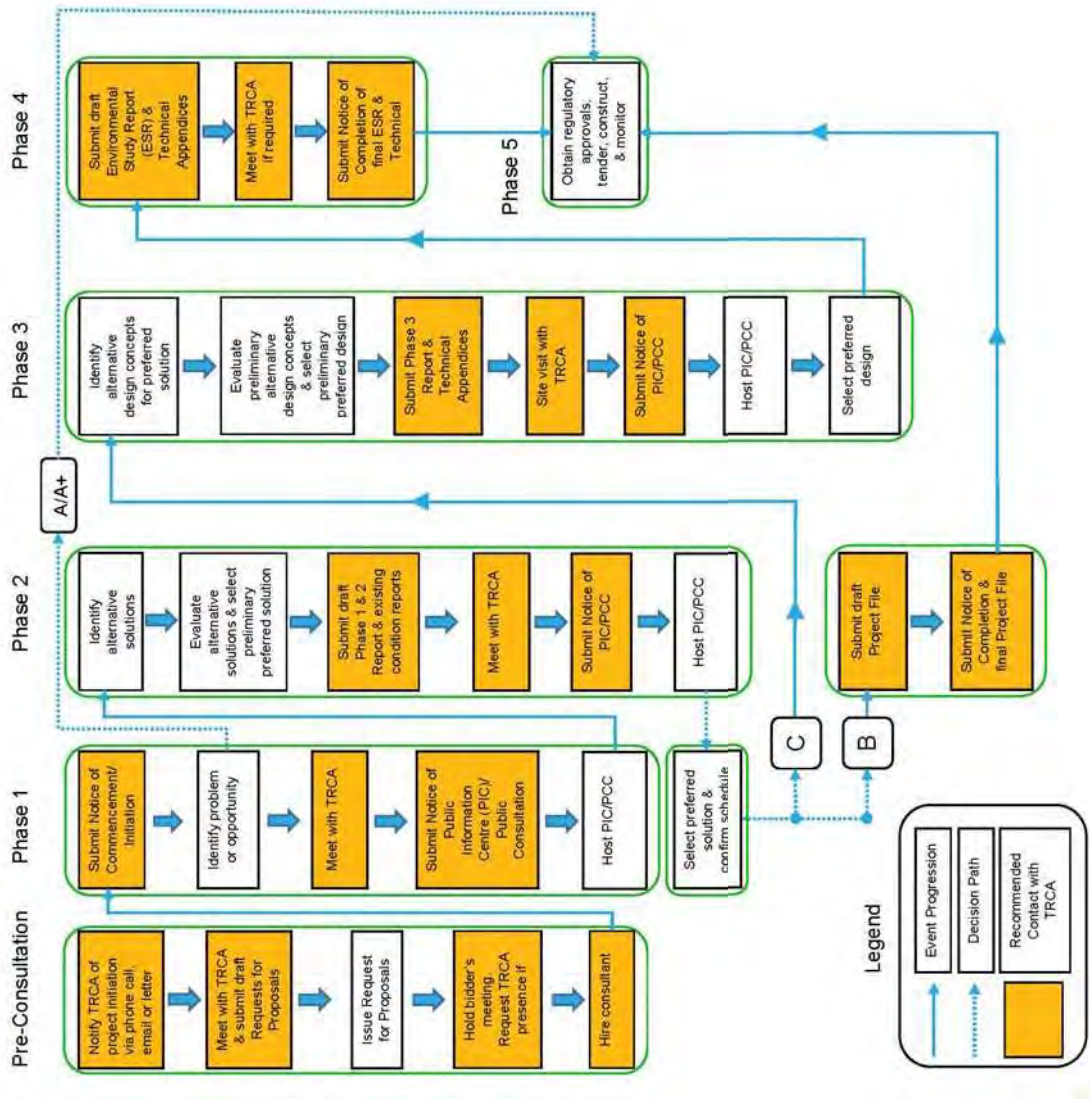 Pre-Consultation
Notify TRCA of
project initiation
via phone call,
email or letter
Meet with TRCA
& submit draft
Requests for
Proposals
Issue Request
for Proposals
Hold bidder's
meeting.
Request TRCA
presence if
Hire consultant
Phase 1
Submit Notice of
Commencement/
Initiation
Identify problem
or opportunity
Meet with TRCA
Submit Notice of
Public
Information
Centre (PIC)/
Public
Consultation
Host PIC/PCC
Select preferred
solution &
confirm schedule
A/A+
Phase 2
Identify
alternative
solutions
Evaluate
alternative
solutions & select
preliminary
preferred solution
Submit draft
Phase 1 & 2
Report & existing
condition reports
Meet with TRCA
Submit Notice of
PIC/PCC
Host PIC/PCC
C
B
Submit draft
Project File
Submit Notice of
Completion &
final Project File
Phase 3
Identify
alternative
design concepts
for preferred
solution
Evaluate
preliminary
alternative
design concepts
& select
preliminary
preferred design
Submit Phase 3
Report &
Technical
Appendices
Site visit with
TRCA
Submit Notice of
PIC/PCC
Host PIC/PCC
Select preferred
design
Phase 4
Submit draft
Environmental
Study Report
(ESR) &
Technical
Appendices
Meet with TRCA
if required
Submit Notice of
Completion of
final ESR &
Technical
Phase 5
Obtain regulatory
approvals,
tender, construct,
& monitor
Legend
Event Progression
Decision Path
Recommended
Contact with
TRCA